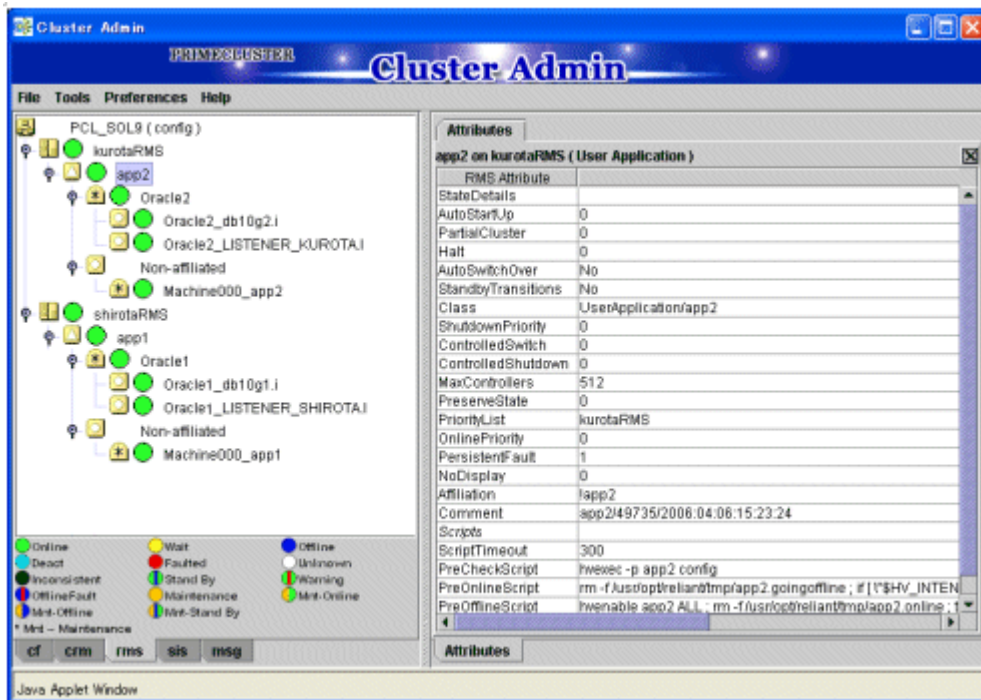 Cluster Admin
PRIMECLUSTER
Cluster Admin
File Tools Preferences Help
PCL_SOL9 ( config )
kurotaRMS
app2
Oracle2
Oracle2_db10g2.i
Oracle2_LISTENER_KUROTA.l
Non-affiliated
Machine000_app2
shirotaRMS
app1
Oracle1
Oracle1_db10g1.i
Oracle1_LISTENER_SHIROTA.l
Non-affiliated
Machine000_app1
Online Wait Offline
Deact Faulted Unknown
Inconsistent Stand By Warning
OfflineFault Maintenance Mnt-Online
Mnt-Offline Mnt-Stand By
* Mnt - Maintenance
cf crm rms sis msg
Attributes
app2 on kurotaRMS ( User Application )
RMS Attribute
StateDetails
AutoStartUp 0
PartialCluster 0
Halt 0
AutoSwitchOver No
StandbyTransitions No
Class UserApplication/app2
ShutdownPriority 0
ControlledSwitch 0
ControlledShutdown 0
MaxControllers 512
PreserveState 0
PriorityList kurotaRMS
OnlinePriority 0
PersistentFault 1
NoDisplay 0
Affiliation !app2
Comment app2/49735/2006:04:06:15:23:24
Scripts
ScriptTimeout 300
PreCheckScript hvexec -p app2 config
PreOnlineScript rm -f /usr/opt/reliant/tmp/app2.goingoffline ; if [ \"$HV_INTEN
PreOfflineScript hvenable app2 ALL ; rm -f /usr/opt/reliant/tmp/app2.online ;
Attributes
Java Applet Window